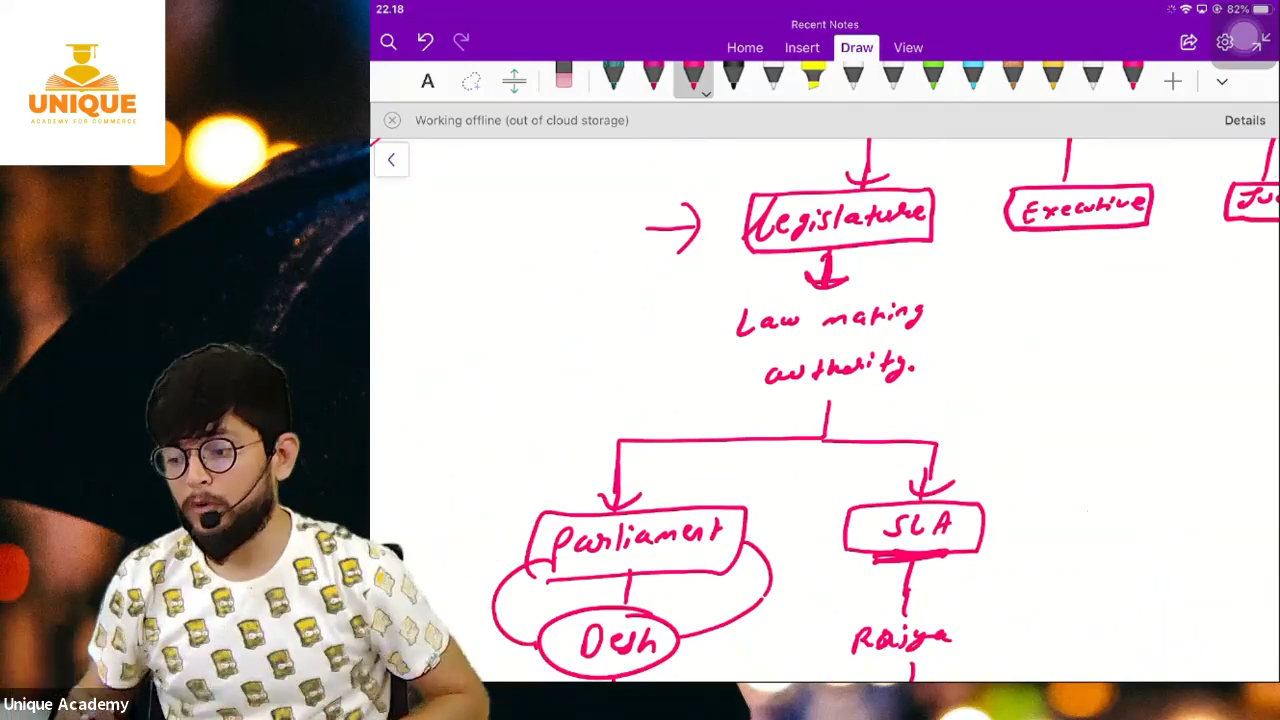 22.18
Recent Notes
82%
Home Insert Draw View
A
Working offline (out of cloud storage)
Details
UNIQUE
ACADEMY FOR COMMERCE
Legislature
Executive
Law making
authority.
Parliament
SLA
Desh
Rajya
Unique Academy